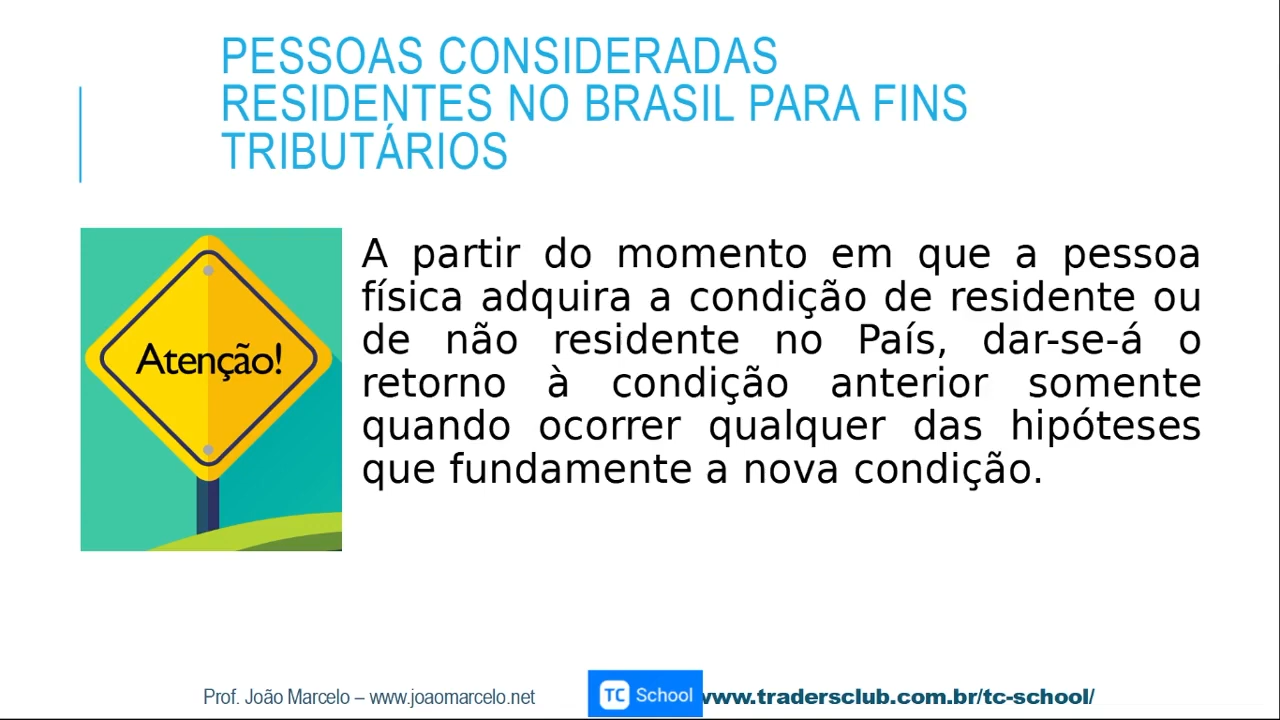 PESSOAS CONSIDERADAS
RESIDENTES NO BRASIL PARA FINS
TRIBUTÁRIOS
Atenção!
A partir do momento em que a pessoa
física adquira a condição de residente ou
de não residente no País, dar-se-á o
retorno à condição anterior somente
quando ocorrer qualquer das hipóteses
que fundamente a nova condição.
Prof. João Marcelo – www.joaomarcelo.net
TC School
www.tradersclub.com.br/tc-school/